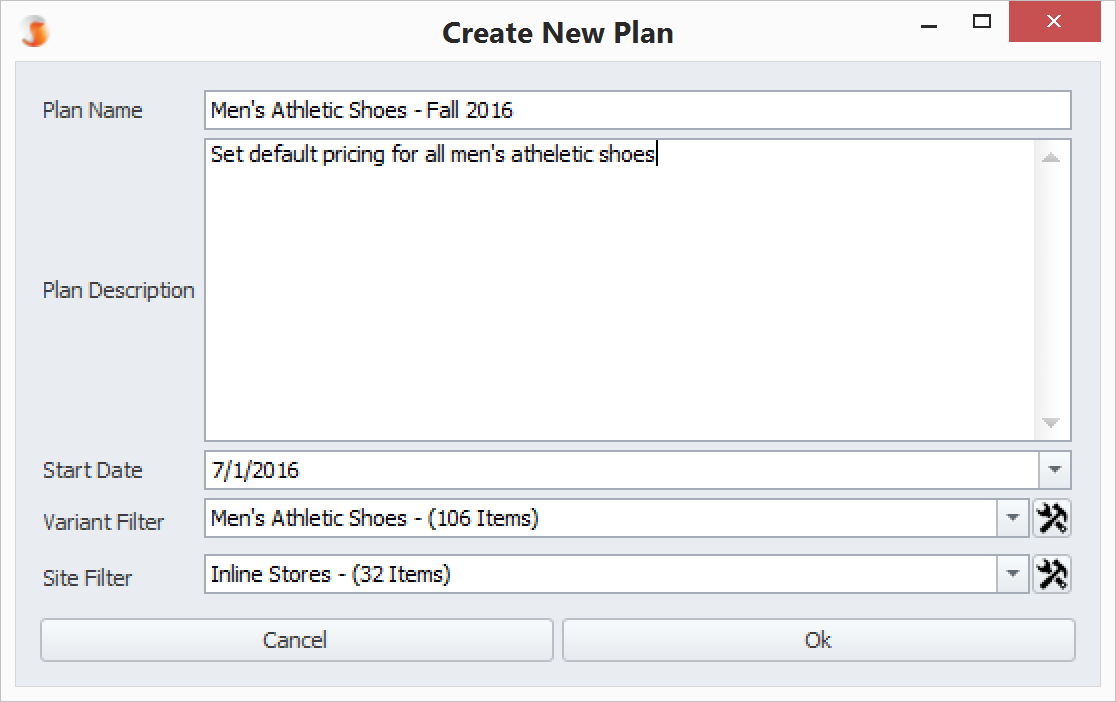 Create New Plan
Plan Name
Men's Athletic Shoes - Fall 2016
Set default pricing for all men's atheletic shoes
Plan Description
Start Date
7/1/2016
Variant Filter
Men's Athletic Shoes - (106 Items)
Site Filter
Inline Stores - (32 Items)
Cancel
Ok